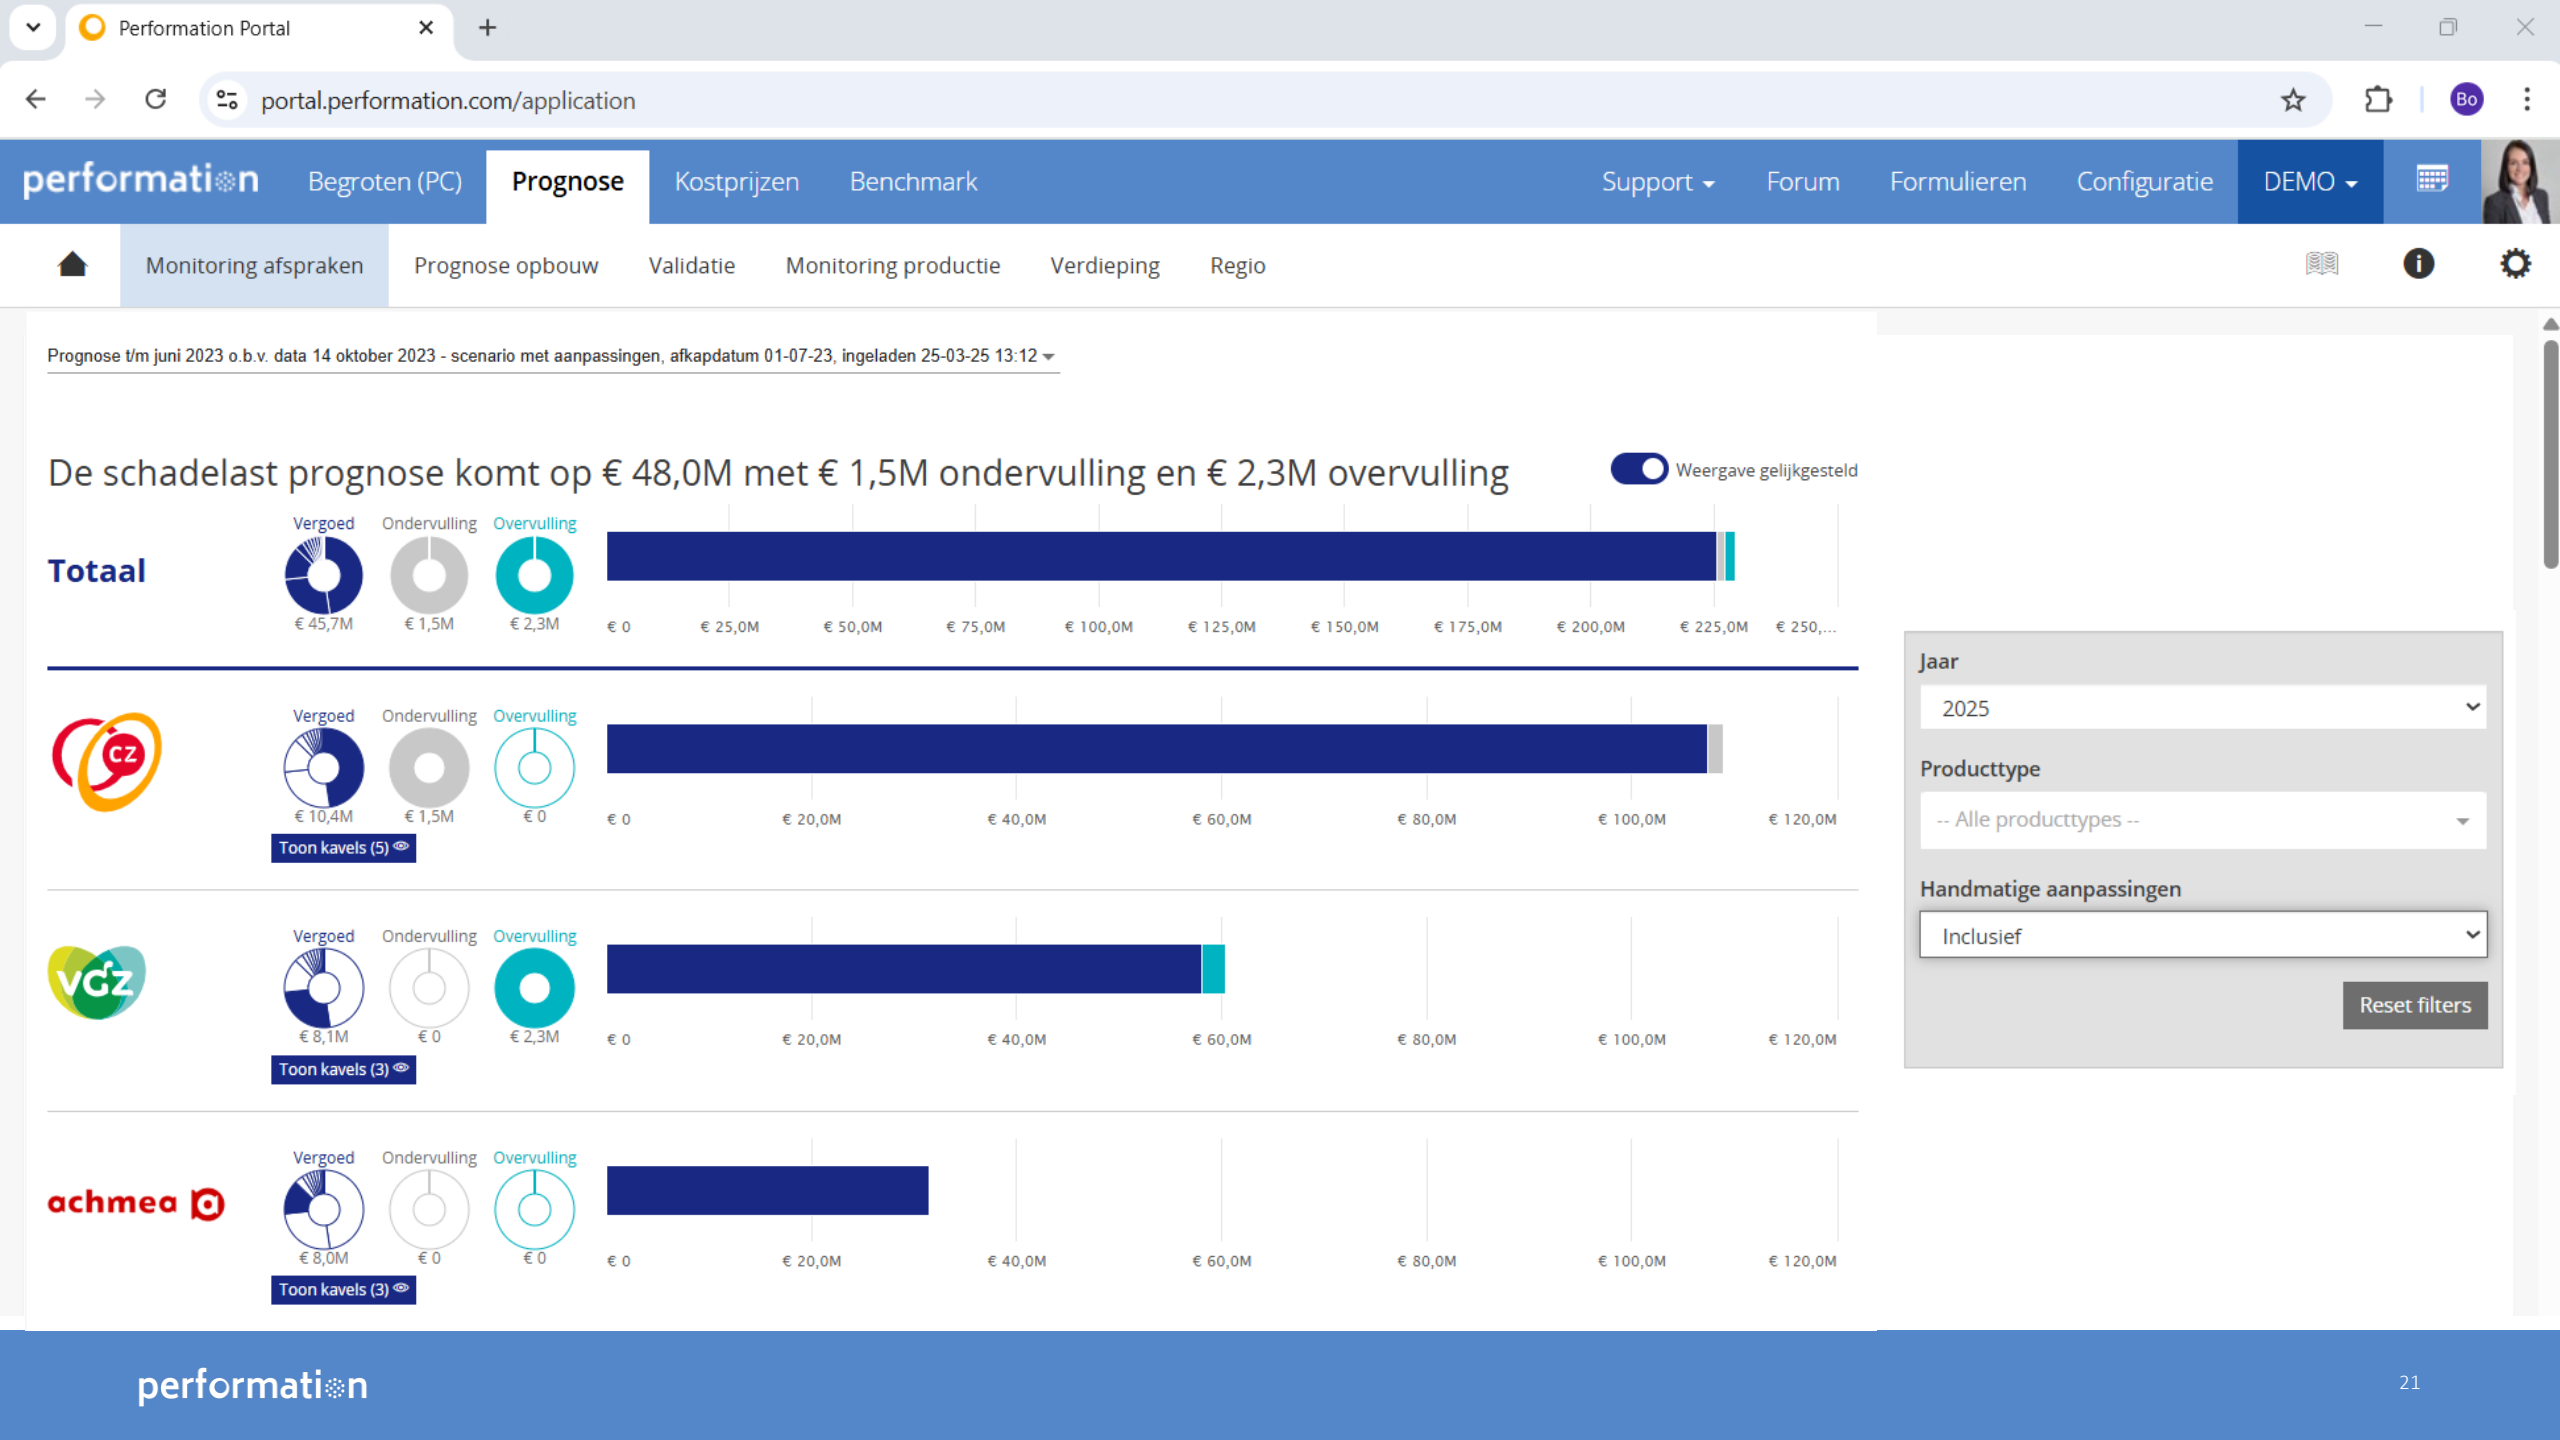 Performation Portal
portal.performation.com/application
Bo
performation Begroten (PC) Prognose Kostprijzen Benchmark Support Forum Formulieren Configuratie DEMO
Monitoring afspraken Prognose opbouw Validatie Monitoring productie Verdieping Regio
Prognose t/m juni 2023 o.b.v. data 14 oktober 2023 - scenario met aanpassingen, afkapdatum 01-07-23, ingeladen 25-03-25 13:12
De schadelast prognose komt op € 48,0M met € 1,5M ondervulling en € 2,3M overvulling
Weergave gelijkgesteld
Vergoed Ondervulling Overvulling
Totaal
€ 45,7M € 1,5M € 2,3M
€ 0 € 25,0M € 50,0M € 75,0M € 100,0M € 125,0M € 150,0M € 175,0M € 200,0M € 225,0M € 250,...
Vergoed Ondervulling Overvulling
CZ
€ 10,4M € 1,5M € 0
€ 0 € 20,0M € 40,0M € 60,0M € 80,0M € 100,0M € 120,0M
Toon kavels (5)
Vergoed Ondervulling Overvulling
vgz
€ 8,1M € 0 € 2,3M
€ 0 € 20,0M € 40,0M € 60,0M € 80,0M € 100,0M € 120,0M
Toon kavels (3)
Vergoed Ondervulling Overvulling
achmea
€ 8,0M € 0 € 0
€ 0 € 20,0M € 40,0M € 60,0M € 80,0M € 100,0M € 120,0M
Toon kavels (3)
Jaar
2025
Producttype
-- Alle producttypes --
Handmatige aanpassingen
Inclusief
Reset filters
performation
21